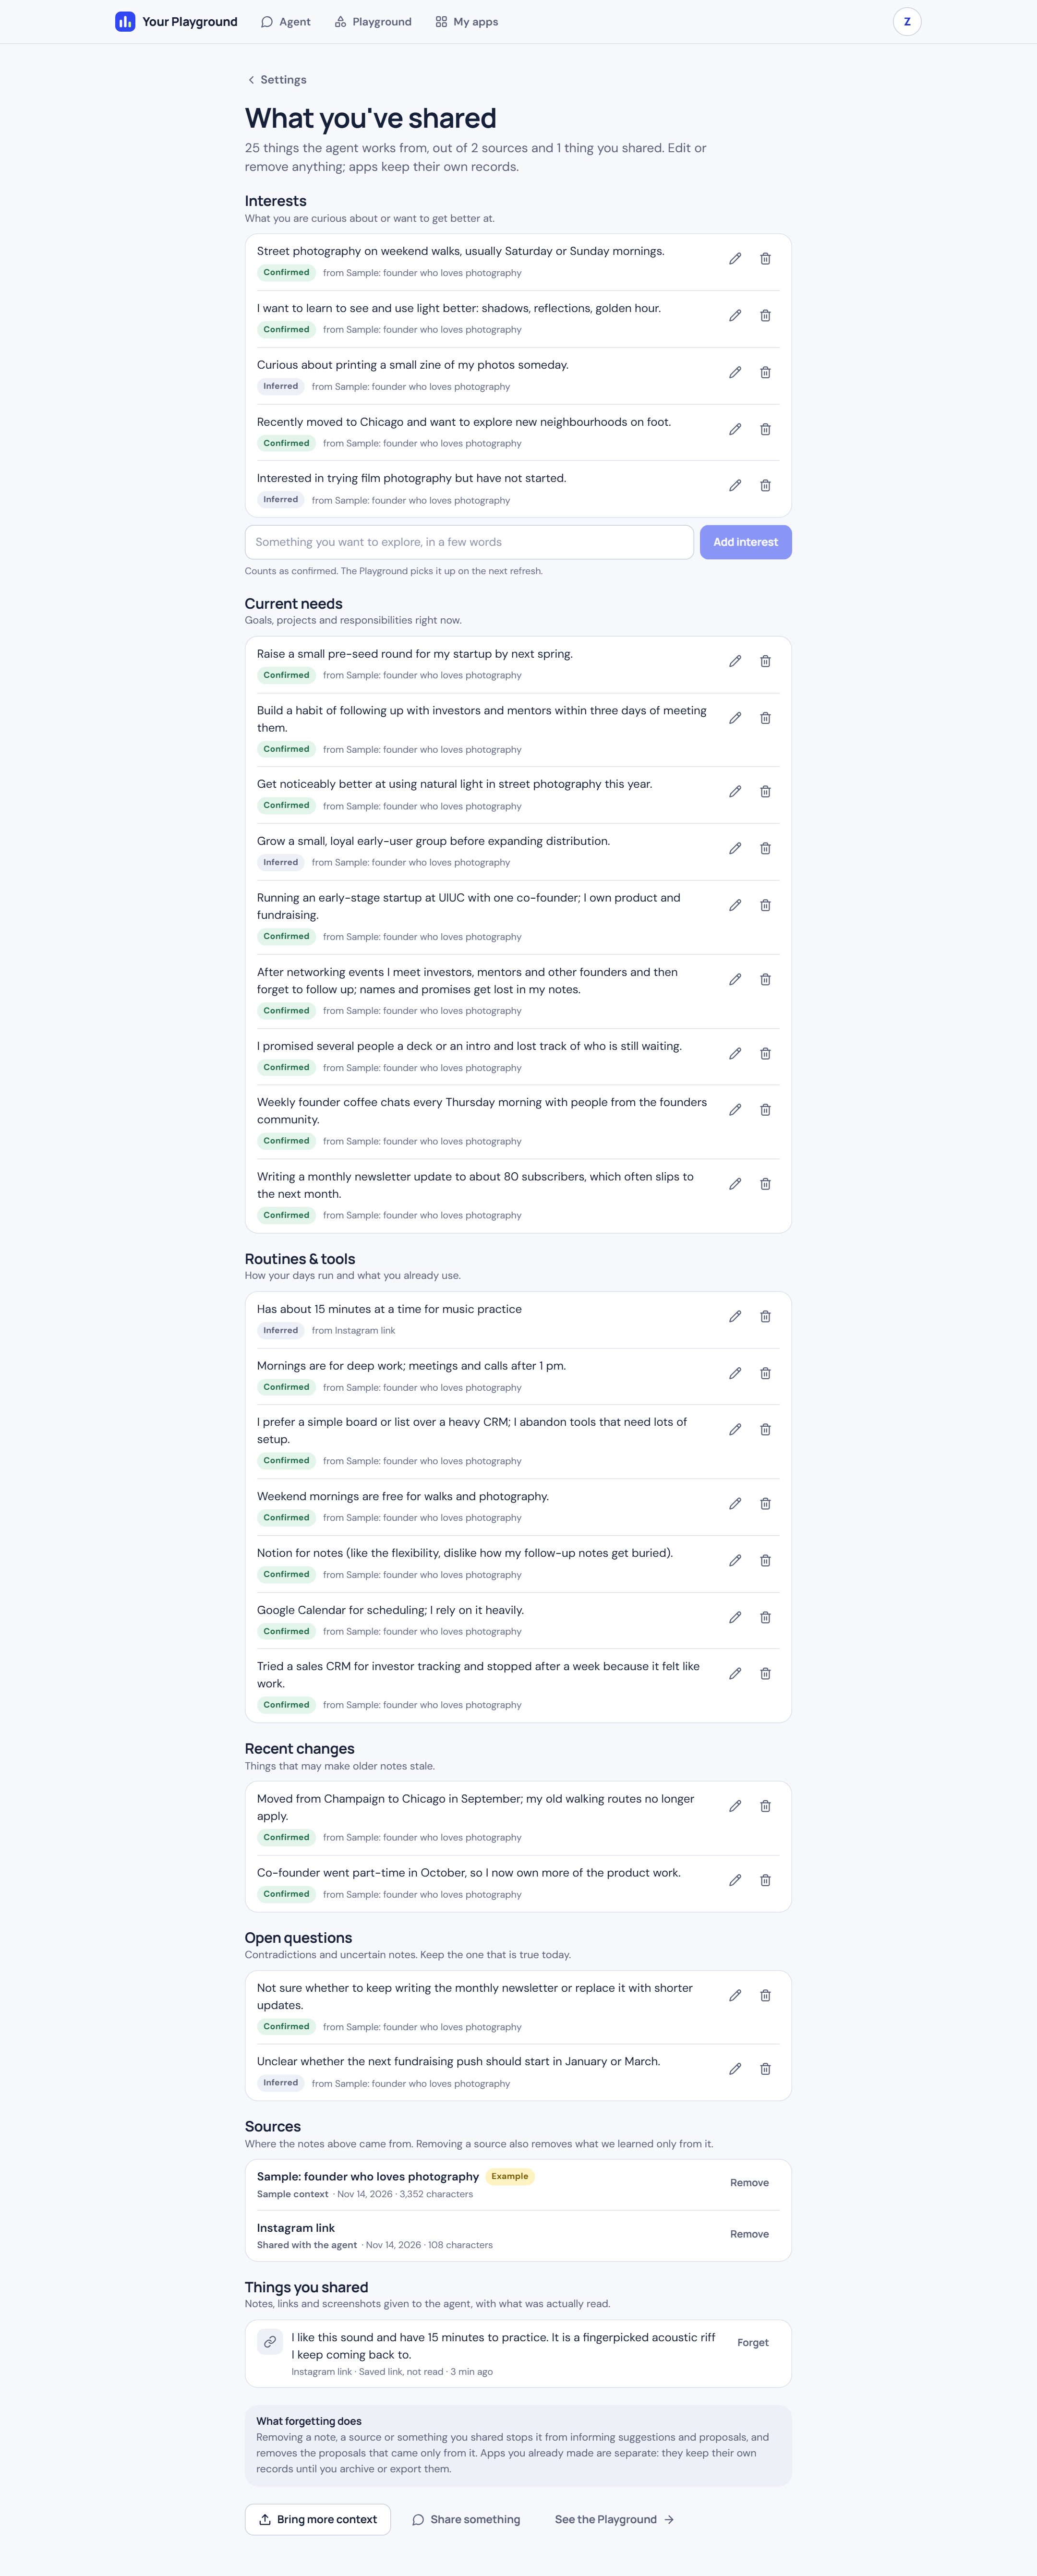 Your Playground
Agent
Playground
My apps
Z
Settings
What you've shared
25 things the agent works from, out of 2 sources and 1 thing you shared. Edit or
remove anything; apps keep their own records.
Interests
What you are curious about or want to get better at.
Street photography on weekend walks, usually Saturday or Sunday mornings.
Confirmed from Sample: founder who loves photography
I want to learn to see and use light better: shadows, reflections, golden hour.
Confirmed from Sample: founder who loves photography
Curious about printing a small zine of my photos someday.
Inferred from Sample: founder who loves photography
Recently moved to Chicago and want to explore new neighbourhoods on foot.
Confirmed from Sample: founder who loves photography
Interested in trying film photography but have not started.
Inferred from Sample: founder who loves photography
Something you want to explore, in a few words
Add interest
Counts as confirmed. The Playground picks it up on the next refresh.
Current needs
Goals, projects and responsibilities right now.
Raise a small pre-seed round for my startup by next spring.
Confirmed from Sample: founder who loves photography
Build a habit of following up with investors and mentors within three days of meeting
them.
Confirmed from Sample: founder who loves photography
Get noticeably better at using natural light in street photography this year.
Confirmed from Sample: founder who loves photography
Grow a small, loyal early-user group before expanding distribution.
Inferred from Sample: founder who loves photography
Running an early-stage startup at UIUC with one co-founder; I own product and
fundraising.
Confirmed from Sample: founder who loves photography
After networking events I meet investors, mentors and other founders and then
forget to follow up; names and promises get lost in my notes.
Confirmed from Sample: founder who loves photography
I promised several people a deck or an intro and lost track of who is still waiting.
Confirmed from Sample: founder who loves photography
Weekly founder coffee chats every Thursday morning with people from the founders
community.
Confirmed from Sample: founder who loves photography
Writing a monthly newsletter update to about 80 subscribers, which often slips to
the next month.
Confirmed from Sample: founder who loves photography
Routines & tools
How your days run and what you already use.
Has about 15 minutes at a time for music practice
Inferred from Instagram link
Mornings are for deep work; meetings and calls after 1 pm.
Confirmed from Sample: founder who loves photography
I prefer a simple board or list over a heavy CRM; I abandon tools that need lots of
setup.
Confirmed from Sample: founder who loves photography
Weekend mornings are free for walks and photography.
Confirmed from Sample: founder who loves photography
Notion for notes (like the flexibility, dislike how my follow-up notes get buried).
Confirmed from Sample: founder who loves photography
Google Calendar for scheduling; I rely on it heavily.
Confirmed from Sample: founder who loves photography
Tried a sales CRM for investor tracking and stopped after a week because it felt like
work.
Confirmed from Sample: founder who loves photography
Recent changes
Things that may make older notes stale.
Moved from Champaign to Chicago in September; my old walking routes no longer
apply.
Confirmed from Sample: founder who loves photography
Co-founder went part-time in October, so I now own more of the product work.
Confirmed from Sample: founder who loves photography
Open questions
Contradictions and uncertain notes. Keep the one that is true today.
Not sure whether to keep writing the monthly newsletter or replace it with shorter
updates.
Confirmed from Sample: founder who loves photography
Unclear whether the next fundraising push should start in January or March.
Inferred from Sample: founder who loves photography
Sources
Where the notes above came from. Removing a source also removes what we learned only from it.
Sample: founder who loves photography Example
Sample context · Nov 14, 2026 · 3,352 characters
Remove
Instagram link
Shared with the agent · Nov 14, 2026 · 108 characters
Remove
Things you shared
Notes, links and screenshots given to the agent, with what was actually read.
I like this sound and have 15 minutes to practice. It is a fingerpicked acoustic riff
I keep coming back to.
Instagram link · Saved link, not read · 3 min ago
Forget
What forgetting does
Removing a note, a source or something you shared stops it from informing suggestions and proposals, and
removes the proposals that came only from it. Apps you already made are separate: they keep their own
records until you archive or export them.
Bring more context
Share something
See the Playground